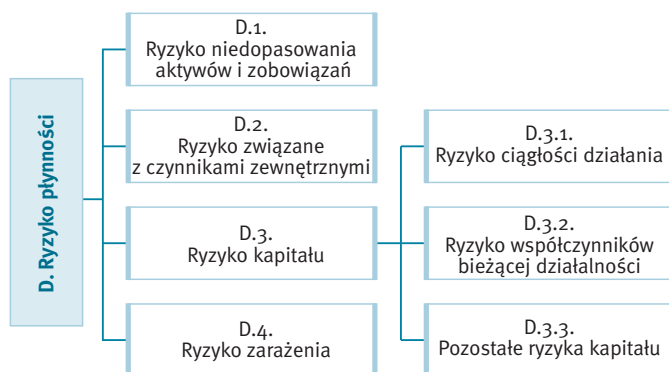 D. Ryzyko płynności
D.1.
Ryzyko niedopasowania
aktywów i zobowiązań
D.2.
Ryzyko związane
z czynnikami zewnętrznymi
D.3.
Ryzyko kapitału
D.4.
Ryzyko zarażenia
D.3.1.
Ryzyko ciągłości działania
D.3.2.
Ryzyko współczynników
bieżącej działalności
D.3.3.
Pozostałe ryzyka kapitału